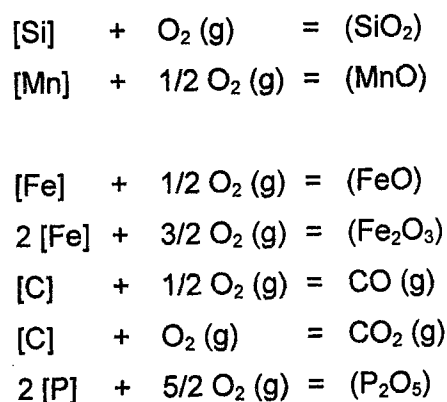 [Si] + O₂ (g) = (SiO₂)
[Mn] + 1/2 O₂ (g) = (MnO)
[Fe] + 1/2 O₂ (g) = (FeO)
2 [Fe] + 3/2 O₂ (g) = (Fe₂O₃)
[C] + 1/2 O₂ (g) = CO (g)
[C] + O₂ (g) = CO₂ (g)
2 [P] + 5/2 O₂ (g) = (P₂O₅)